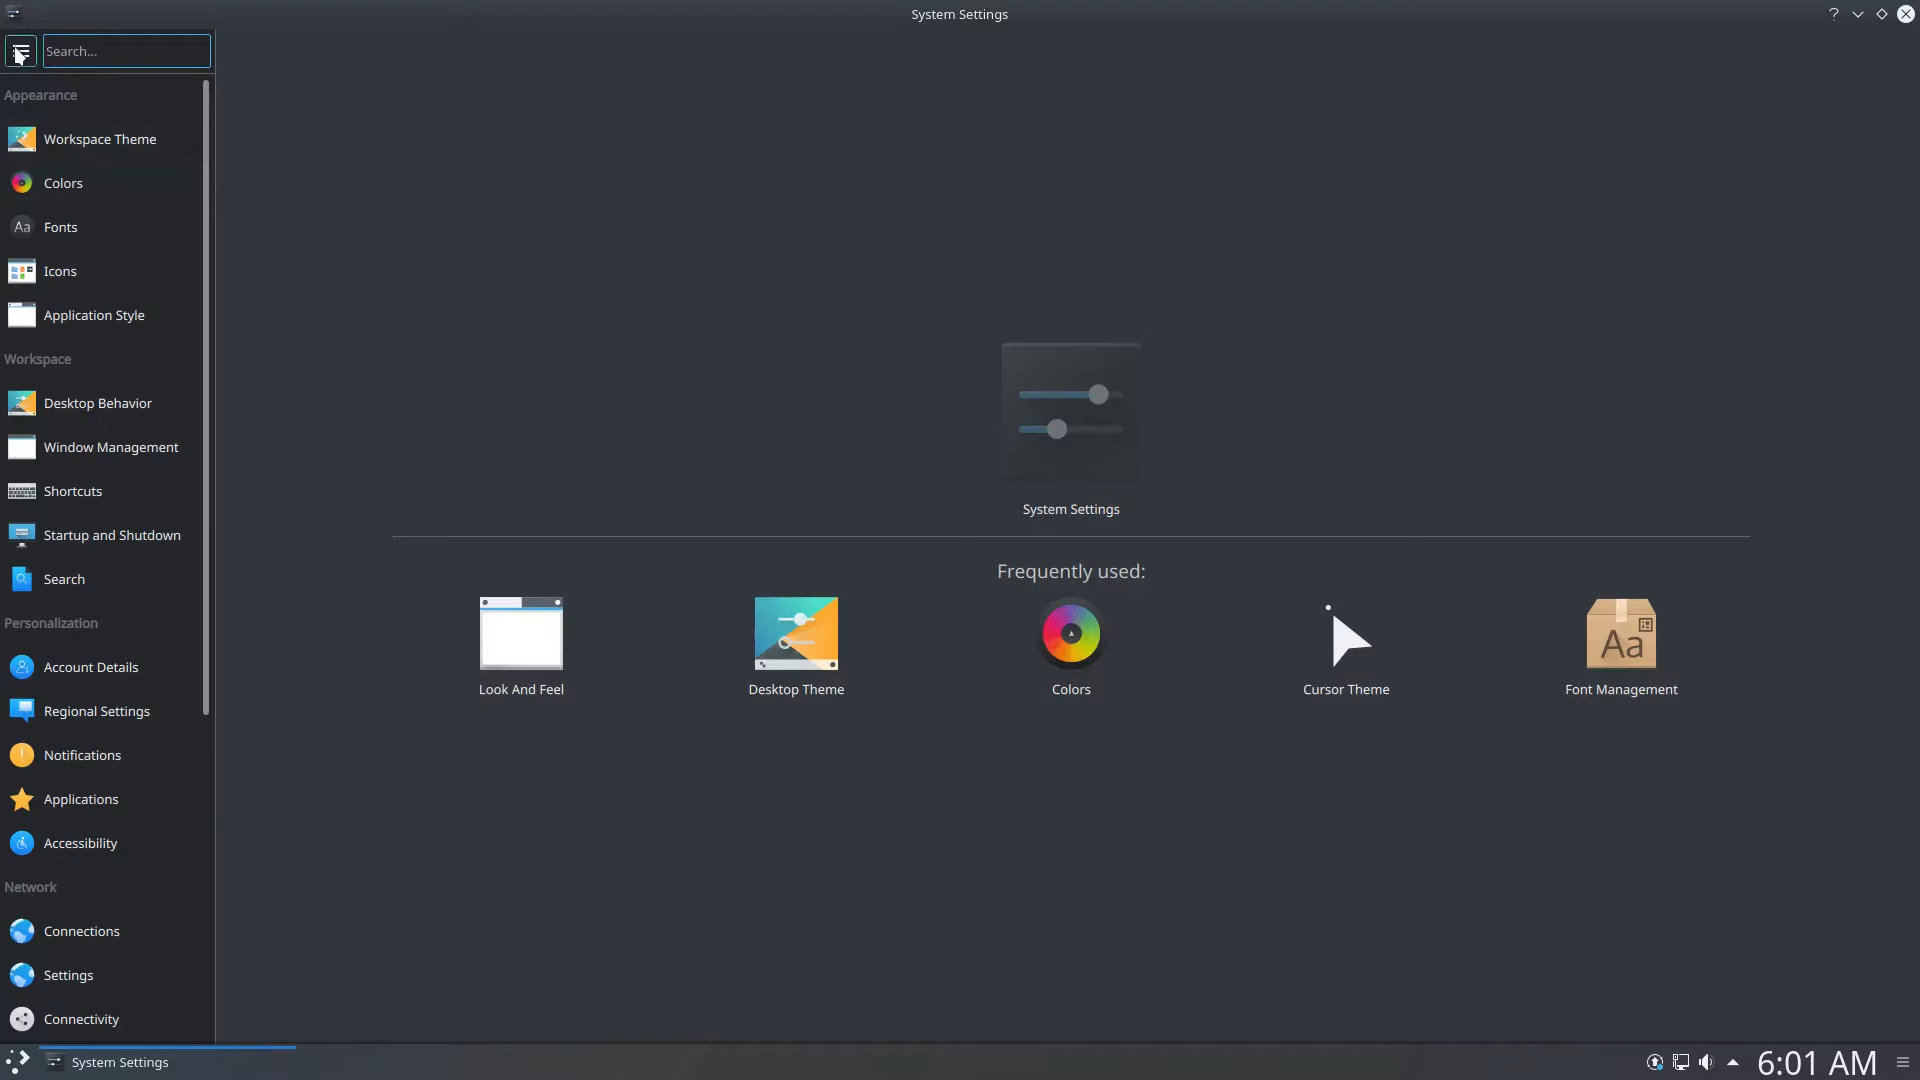 System Settings
Search...
Appearance
Workspace Theme
Colors
Aa Fonts
Icons
Application Style
Workspace
Desktop Behavior
Window Management
Shortcuts
Startup and Shutdown
Search
Personalization
Account Details
Regional Settings
Notifications
Applications
Accessibility
Network
Connections
Settings
Connectivity
System Settings
Frequently used:
Aa
Look And Feel
Desktop Theme
Colors
Cursor Theme
Font Management
System Settings
6:01 AM